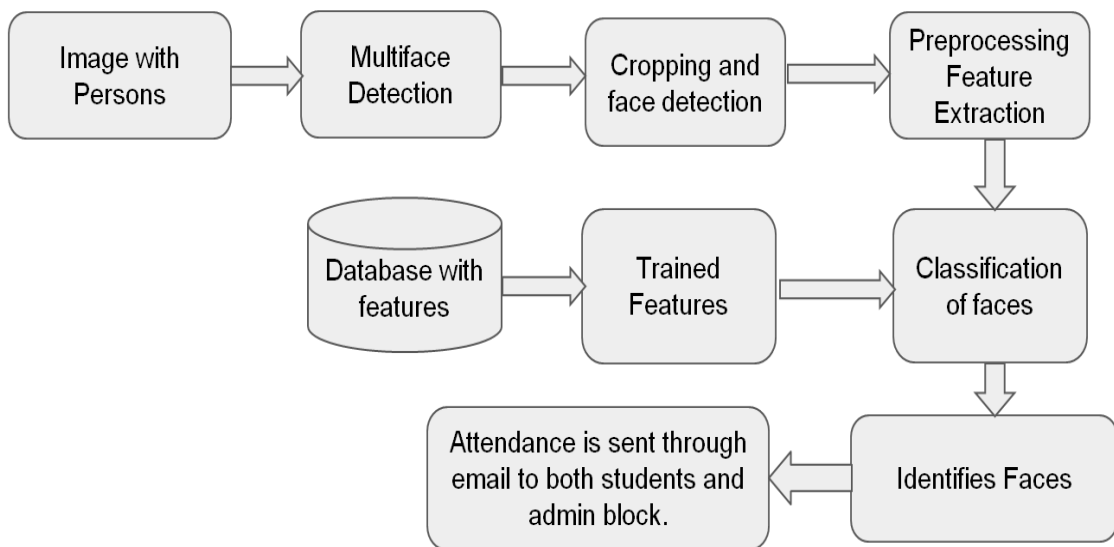 Image with
Persons
Multiface
Detection
Cropping and
face detection
Preprocessing
Feature
Extraction
Database with
features
Trained
Features
Classification
of faces
Attendance is sent through
email to both students and
admin block.
Identifies Faces